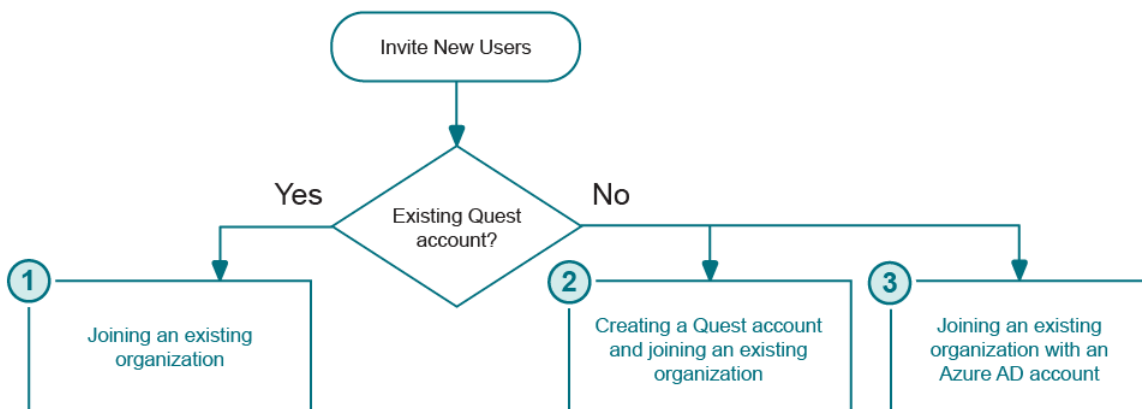 Invite New Users
Yes
No
Existing Quest
account?
1
Joining an existing
organization
2
Creating a Quest account
and joining an existing
organization
3
Joining an existing
organization with an
Azure AD account